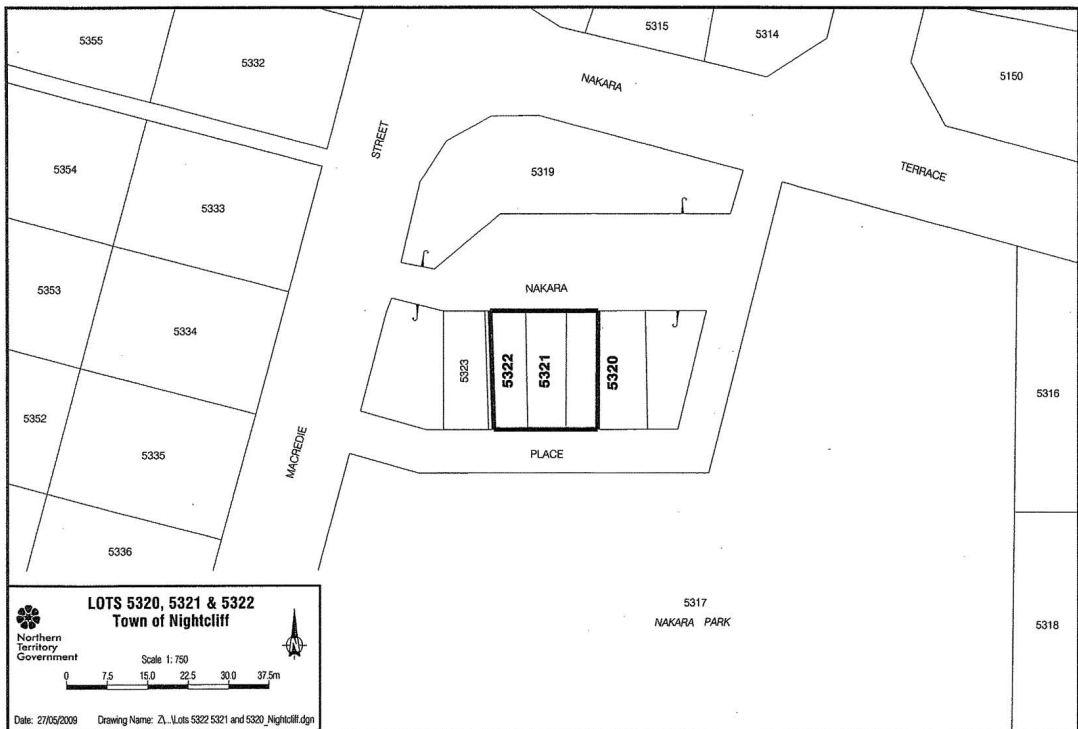 5355
5332
5315
5314
5150
NAKARA
TERRACE
STREET
5354
5333
5319
5353
5334
NAKARA
5323
5322
5321
5320
5316
5352
5335
MACREDIE
PLACE
5336
5317
NAKARA PARK
5318
LOTS 5320, 5321 & 5322
Town of Nightcliff
Northern
Territory
Government
Scale 1: 750
0 7.5 15.0 22.5 30.0 37.5m
Date: 27/05/2009 Drawing Name: Z:\...\Lots 5322 5321 and 5320_Nightcliff.dgn